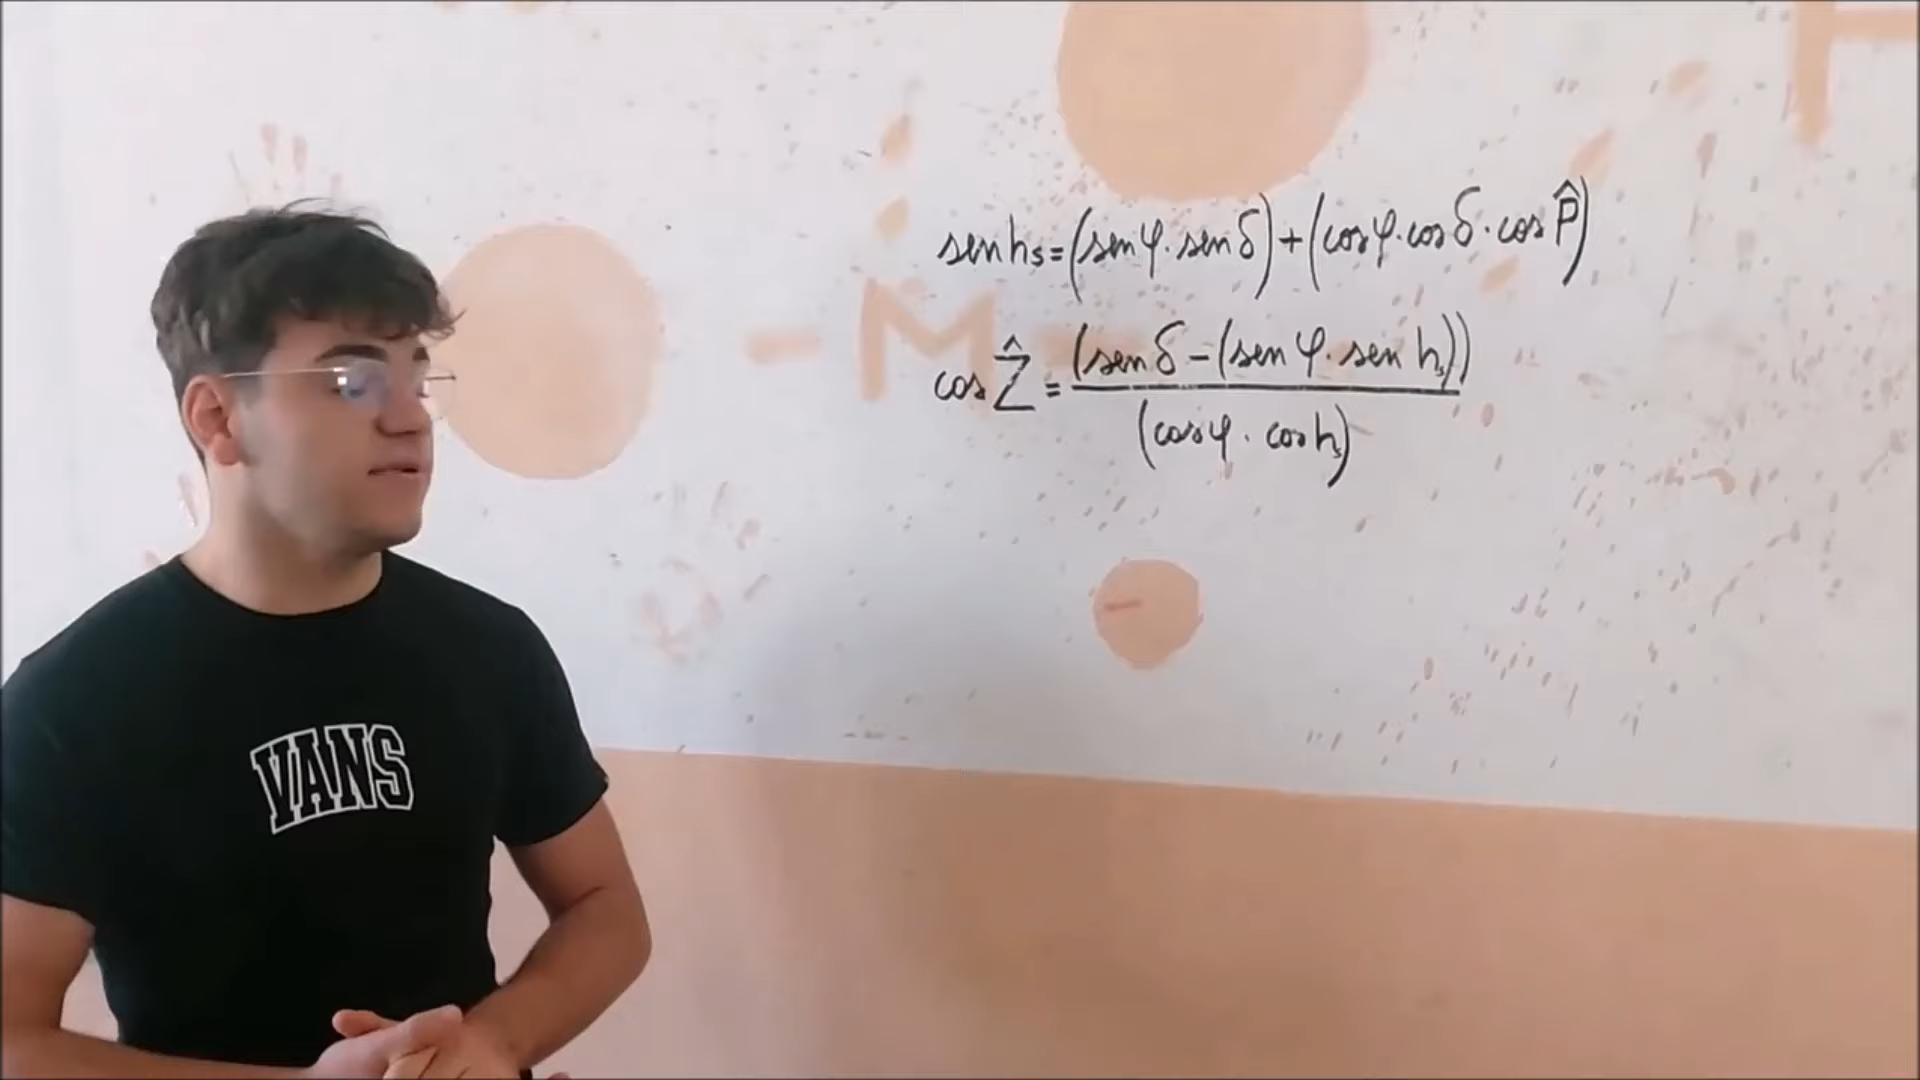 sen hs = (sen φ · sen δ) + (cos φ · cos δ · cos P̂)
cos Ẑ = (sen δ - (sen φ · sen hs))
(cos φ · cos hs)
- M -
VANS